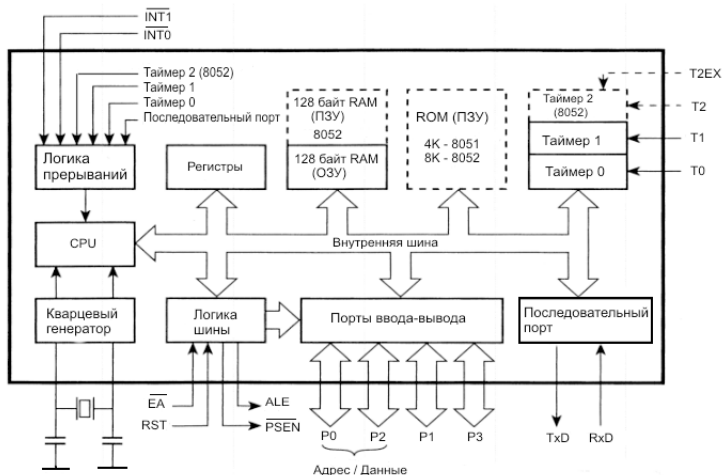 INT1
INT0
Таймер 2 (8052)
Таймер 1
Таймер 0
Последовательный порт
Логика
прерываний
Регистры
128 байт RAM
(ПЗУ)
8052
128 байт RAM
(ОЗУ)
ROM (ПЗУ)
4K - 8051
8K - 8052
Таймер 2
(8052)
Таймер 1
Таймер 0
T2EX
T2
T1
T0
CPU
Внутренняя шина
Кварцевый
генератор
Логика
шины
Порты ввода-вывода
Последовательный
порт
EA
RST
ALE
PSEN
P0
P2
P1
P3
TxD
RxD
Адрес / Данные